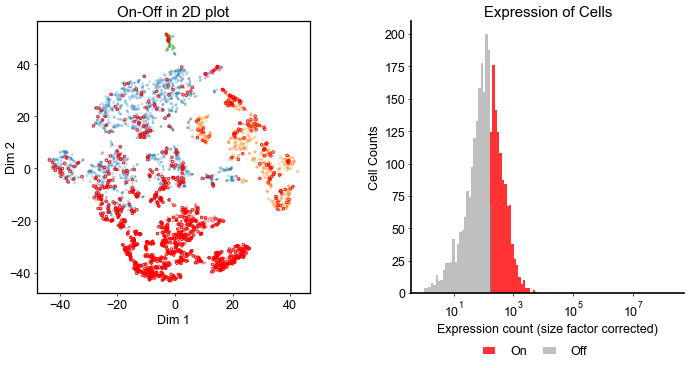 On-Off in 2D plot
Dim 2
40
20
0
−20
−40
−40 −20 0 20 40
Dim 1
Expression of Cells
Cell Counts
200
175
150
125
100
75
50
25
0
10^1 10^3 10^5 10^7
Expression count (size factor corrected)
On Off